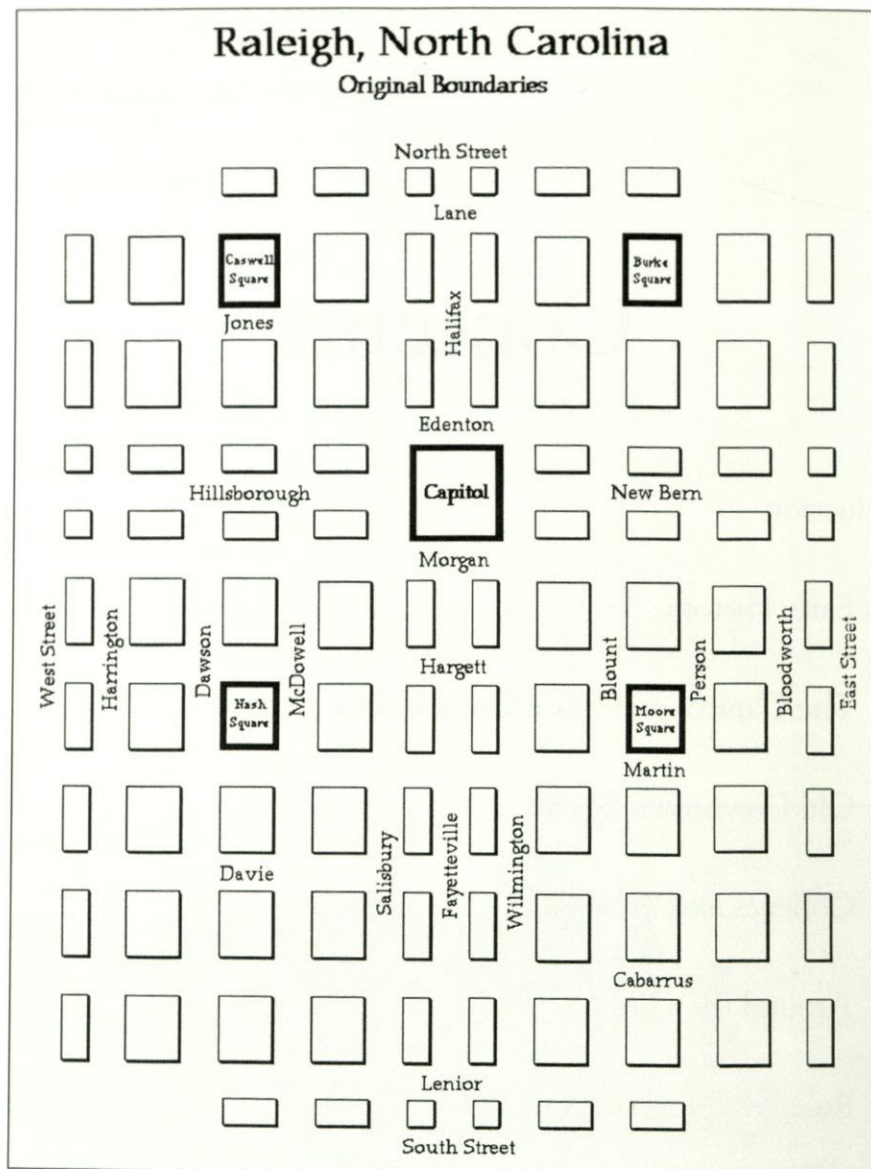 Raleigh, North Carolina
Original Boundaries
North Street
Lane
Caswell
Square
Burke
Square
Jones
Halifax
Edenton
Hillsborough
Capitol
New Bern
Morgan
West Street
Harrington
Dawson
McDowell
Hargett
Blount
Person
Bloodworth
East Street
Nash
Square
Moore
Square
Martin
Salisbury
Fayetteville
Wilmington
Davie
Cabarrus
Lenior
South Street